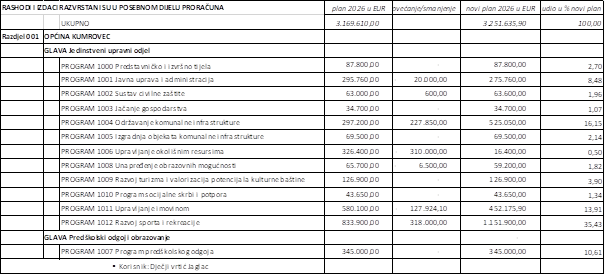 RASHODI I IZDACI RAZVRSTANI SU U POSEBNOM DIJELU PRORAČUNA plan 2026 u EUR povećanje/smanjenje novi plan 2026 u EUR udio u % novi plan
UKUPNO 3.169.610,00 3.251.635,90 100,00
Razdjel 001 OPĆINA KUMROVEC
GLAVA Jedinstveni upravni odjel
PROGRAM 1000 Predstavničko i izvršno tijela 87.800,00 - 87.800,00 2,70
PROGRAM 1001 Javna uprava i administracija 295.760,00 20.000,00 275.760,00 8,48
PROGRAM 1002 Sustav civilne zaštite 63.000,00 600,00 63.600,00 1,96
PROGRAM 1003 Jačanje gospodarstva 34.700,00 - 34.700,00 1,07
PROGRAM 1004 Održavanje komunalne infrastrukture 297.200,00 227.850,00 525.050,00 16,15
PROGRAM 1005 Izgradnja objekata komunalne infrastrukture 69.500,00 - 69.500,00 2,14
PROGRAM 1006 Upravljanje okolišnim resursima 326.400,00 310.000,00 16.400,00 0,50
PROGRAM 1008 Unapređenje obrazovnih mogućnosti 65.700,00 6.500,00 59.200,00 1,82
PROGRAM 1009 Razvoj turizma i valorizacija potencijala kulturne baštine 126.900,00 - 126.900,00 3,90
PROGRAM 1010 Program socijalne skrbi i potpora 43.650,00 - 43.650,00 1,34
PROGRAM 1011 Upravljanje imovinom 580.100,00 127.924,10 452.175,90 13,91
PROGRAM 1012 Razvoj sporta i rekreacije 833.900,00 318.000,00 1.151.900,00 35,43
GLAVA Predškolski odgoj i obrazovanje
PROGRAM 1007 Program predškolskog odgoja 345.000,00 - 345.000,00 10,61
• Korisnik: Dječji vrtić Jaglac